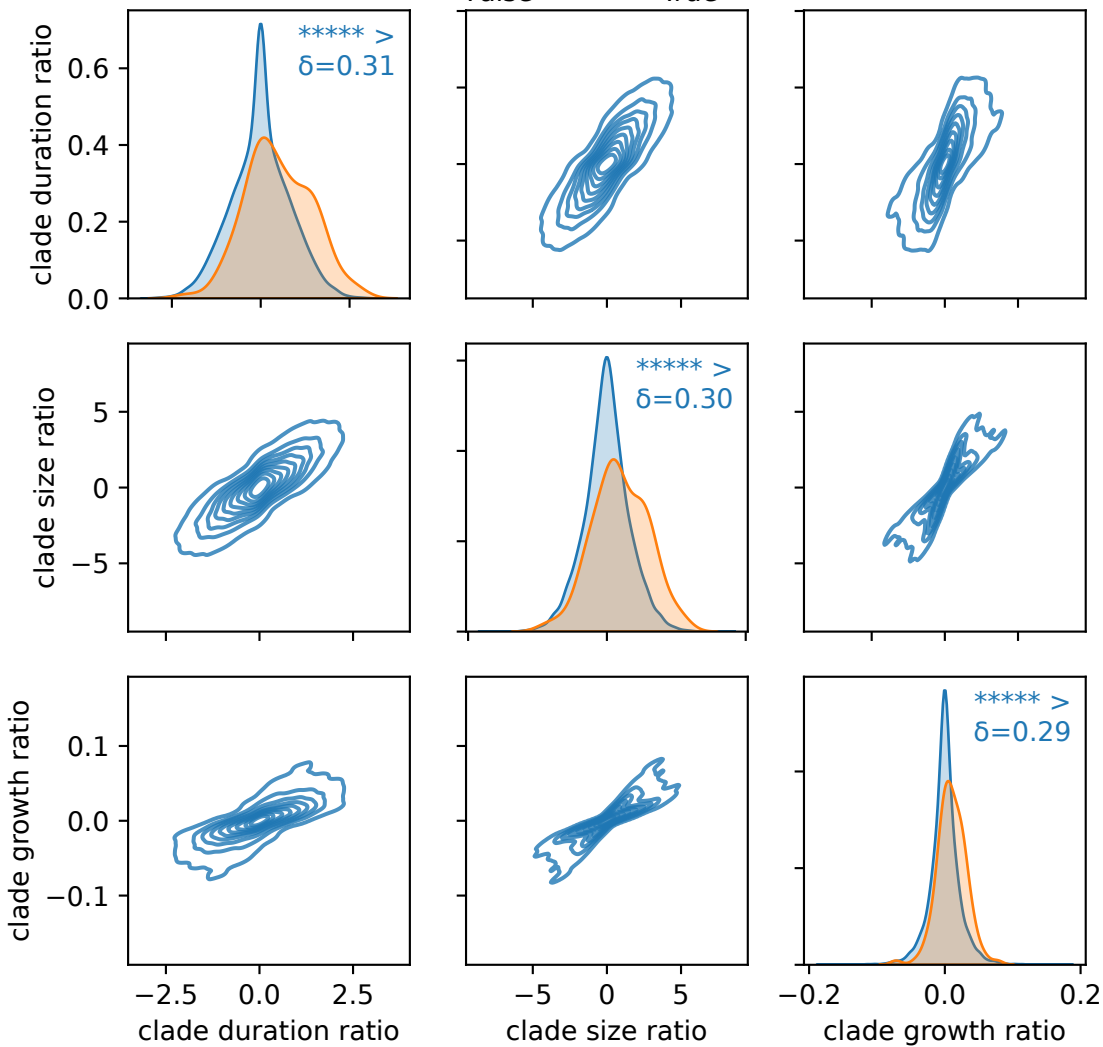 clade duration ratio
0.6
0.4
0.2
0.0
***** >
δ=0.31
clade size ratio
5
0
−5
***** >
δ=0.30
clade growth ratio
0.1
0.0
−0.1
***** >
δ=0.29
−2.5 0.0 2.5
−5 0 5
−0.2 0.0 0.2
clade duration ratio
clade size ratio
clade growth ratio